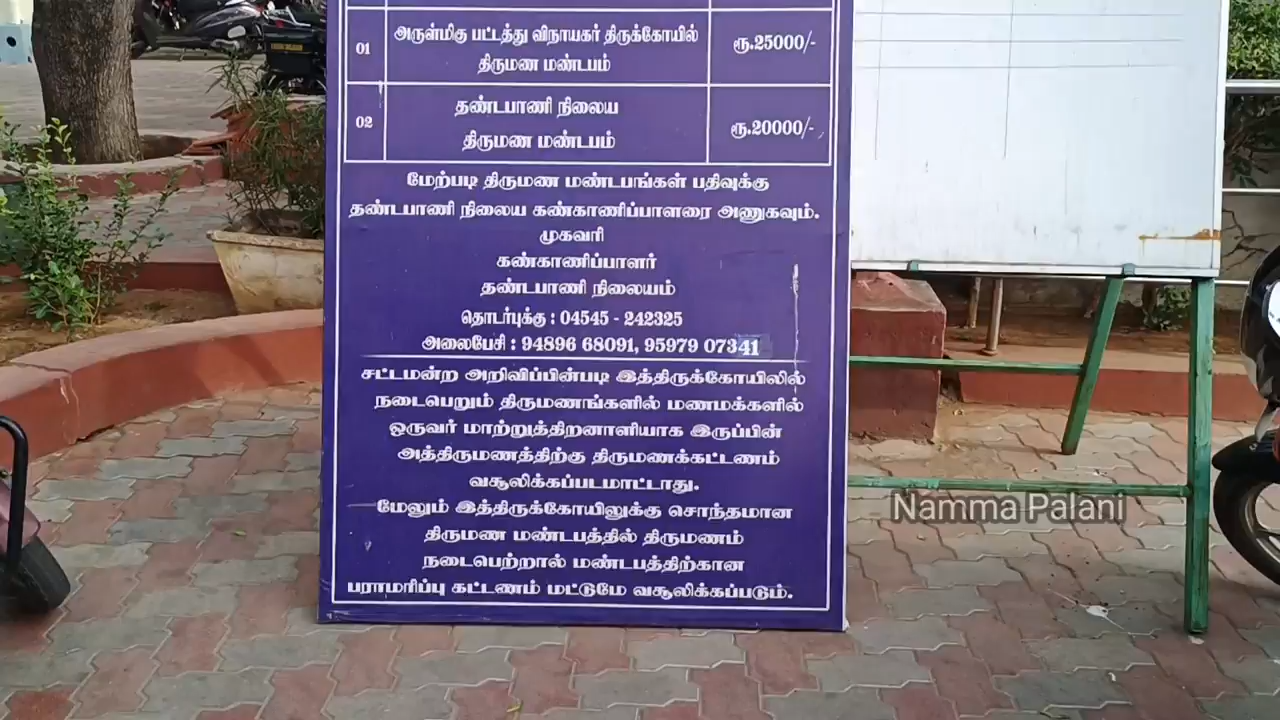 01
அருள்மிகு பட்டத்து விநாயகர் திருக்கோயில்
திருமண மண்டபம்
ரூ.25000/-
02
தண்டபாணி நிலைய
திருமண மண்டபம்
ரூ.20000/-
மேற்படி திருமண மண்டபங்கள் பதிவுக்கு
தண்டபாணி நிலைய கண்காணிப்பாளரை அணுகவும்.
முகவரி
கண்காணிப்பாளர்
தண்டபாணி நிலையம்
தொடர்புக்கு : 04545 - 242325
அலைபேசி : 94896 68091, 95979 07341
சட்டமன்ற அறிவிப்பின்படி இத்திருக்கோயிலில்
நடைபெறும் திருமணங்களில் மணமக்களில்
ஒருவர் மாற்றுத்திறனாளியாக இருப்பின்
அத்திருமணத்திற்கு திருமணக்கட்டணம்
வசூலிக்கப்படமாட்டாது.
மேலும் இத்திருக்கோயிலுக்கு சொந்தமான
திருமண மண்டபத்தில் திருமணம்
நடைபெற்றால் மண்டபத்திற்கான
பராமரிப்பு கட்டணம் மட்டுமே வசூலிக்கப்படும்.
Namma Palani